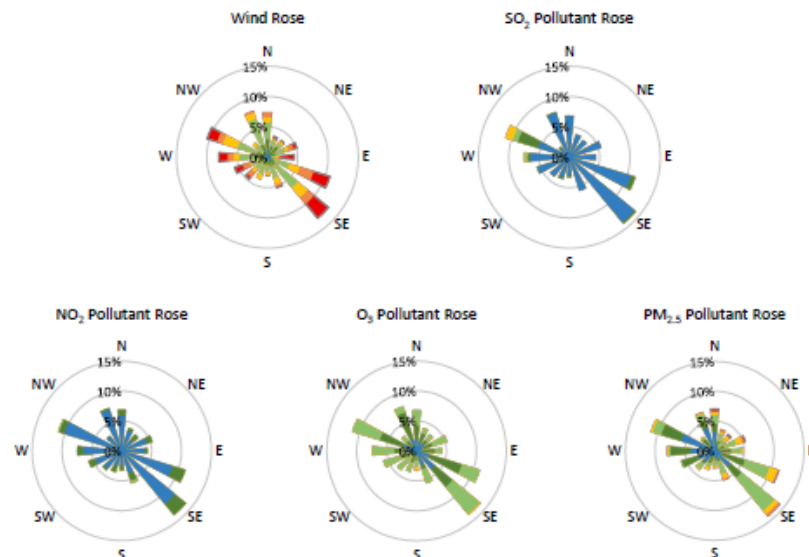 Wind Rose
N
15%
NW
NE
10%
5%
W
0%
E
SW
SE
S
SO₂ Pollutant Rose
N
15%
NW
NE
10%
5%
W
0%
E
SW
SE
S
NO₂ Pollutant Rose
N
15%
NW
NE
10%
5%
W
0%
E
SW
SE
S
O₃ Pollutant Rose
N
15%
NW
NE
10%
5%
W
0%
E
SW
SE
S
PM₂.₅ Pollutant Rose
N
15%
NW
NE
10%
5%
W
0%
SW
SE
S